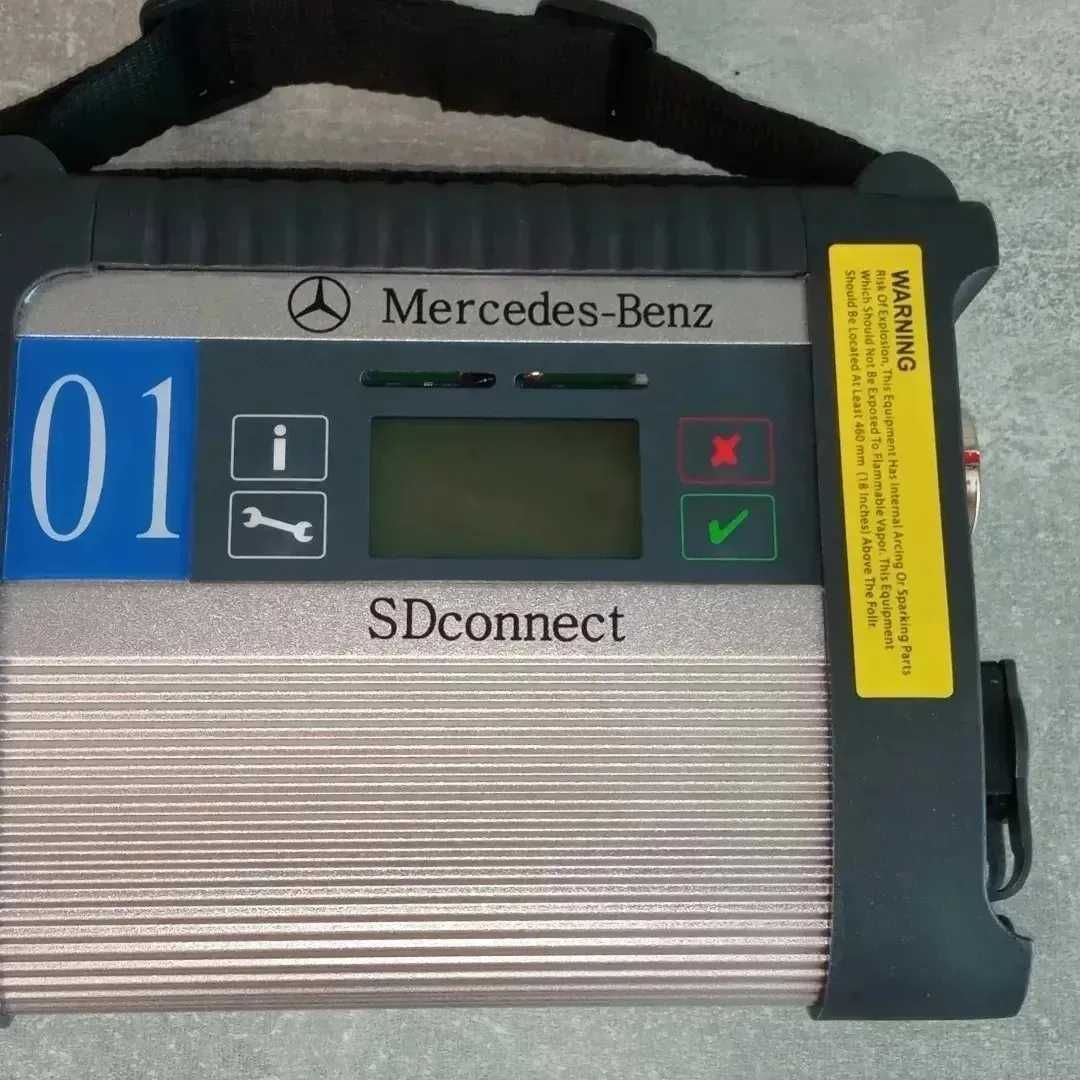 Mercedes-Benz
01
i
SDconnect
WARNING
Risk Of Explosion, This Equipment Has Internal Arcing Or Sparking Parts
Which Should Not Be Exposed To Flammable Vapor. This Equipment
Should Be Located At Least 460 mm (18 Inches) Above The Follr.